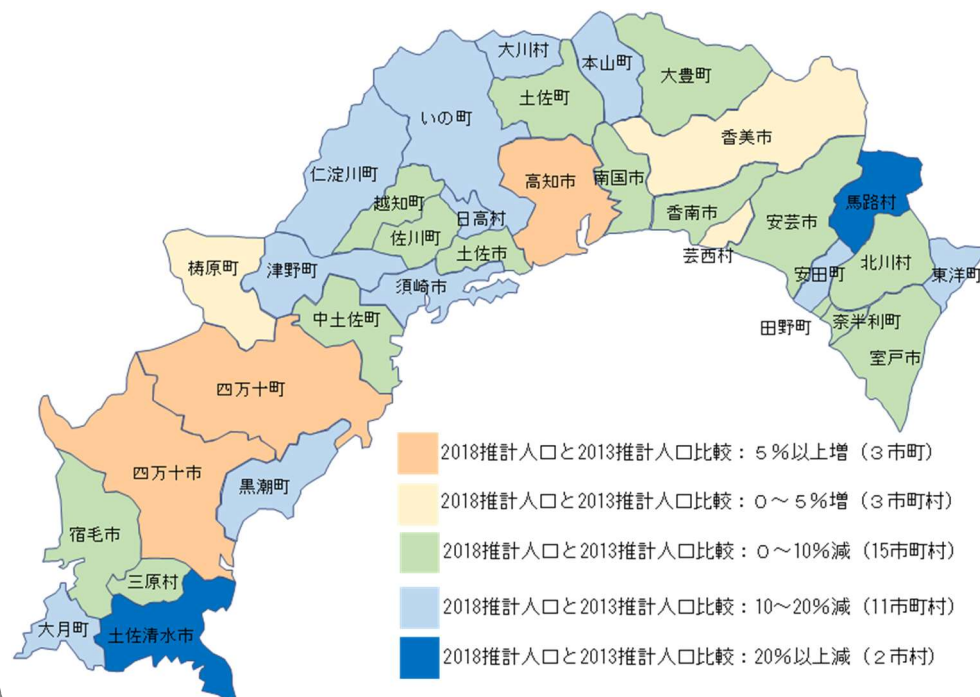 大川村
本山町
大豊町
土佐町
いの町
香美市
仁淀川町
高知市
南国市
馬路村
越知町
香南市
日高村
安芸市
佐川町
土佐市
芸西村
北川村
梼原町
津野町
安田町
東洋町
須崎市
中土佐町
田野町
奈半利町
室戸市
四万十町
2018推計人口と2013推計人口比較：５％以上増（３市町）
四万十市
黒潮町
2018推計人口と2013推計人口比較：０～５％増（３市町村）
宿毛市
2018推計人口と2013推計人口比較：０～10％減（15市町村）
三原村
2018推計人口と2013推計人口比較：10～20％減（11市町村）
大月町
土佐清水市
2018推計人口と2013推計人口比較：20％以上減（２市村）